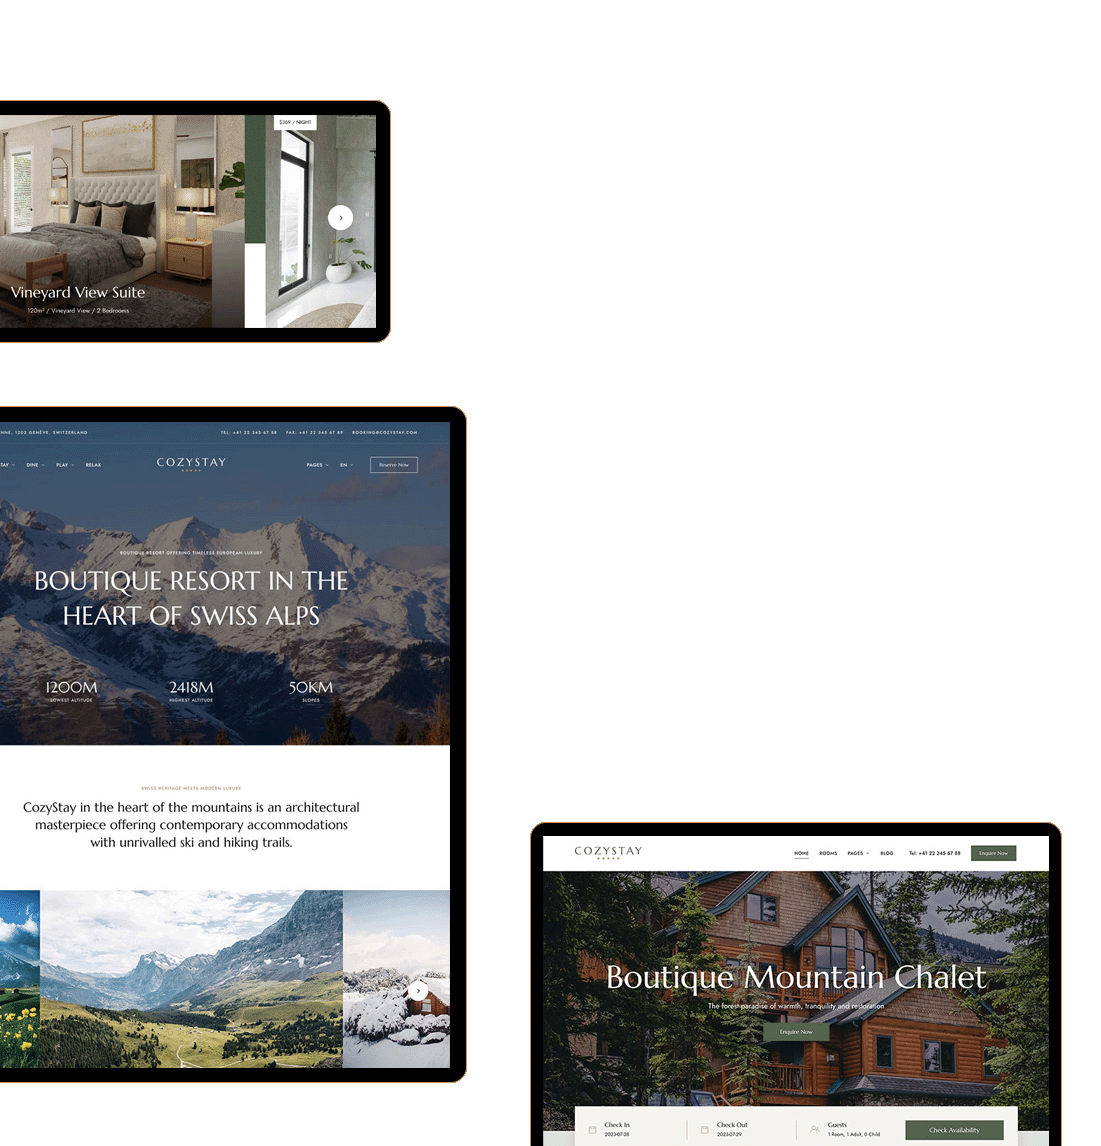 $369 / NIGHT
Vineyard View Suite
120m² / Vineyard View / 2 Bedrooms
1202 GENÈVE, SWITZERLAND
TEL: +41 22 345 67 88 FAX: +41 22 345 67 89 BOOKING@COZYSTAY.COM
DINE PLAY RELAX
COZYSTAY
PAGES EN Reserve Now
BOUTIQUE RESORT OFFERING TIMELESS EUROPEAN LUXURY
BOUTIQUE RESORT IN THE
HEART OF SWISS ALPS
1200M 2418M 50KM
LOWEST ALTITUDE HIGHEST ALTITUDE SLOPES
SWISS HERITAGE MEETS MODERN LUXURY
CozyStay in the heart of the mountains is an architectural
masterpiece offering contemporary accommodations
with unrivalled ski and hiking trails.
COZYSTAY
HOME ROOMS PAGES BLOG Tel: +41 22 345 67 88 Enquire Now
Boutique Mountain Chalet
The forest paradise of warmth, tranquility and restoration
Enquire Now
Check In Check Out Guests
2023-07-28 2023-07-29 1 Room, 1 Adult, 0 Child
Check Availability